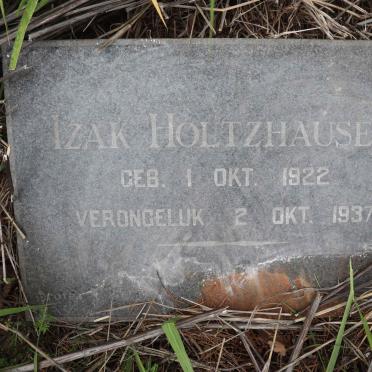 IZAK HOLTZHAUSE
GEB. 1 OKT. 1922
VERONGELUK 2 OKT. 1937